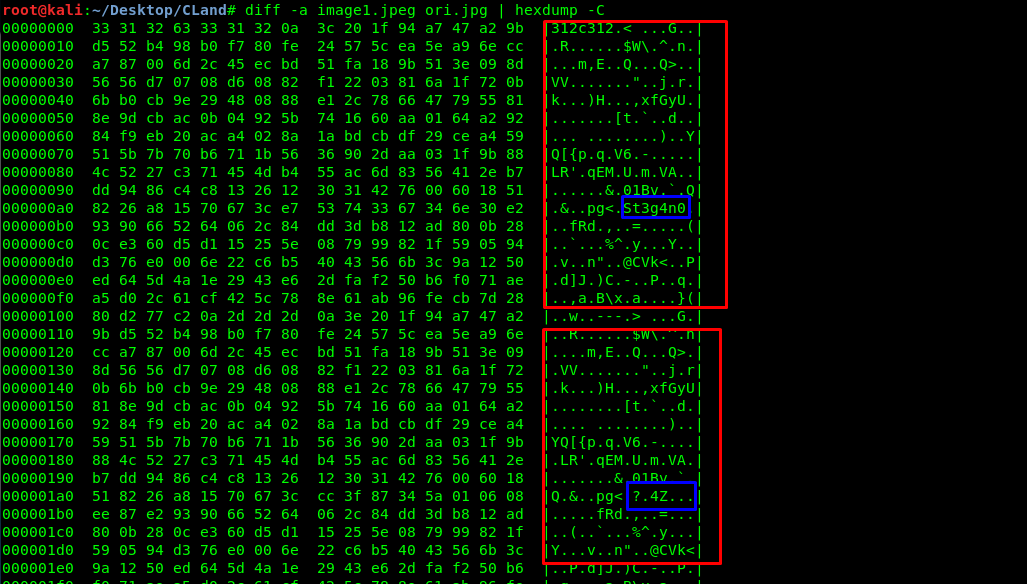 root@kali:~/Desktop/CLand# diff -a image1.jpeg ori.jpg | hexdump -C
00000000  33 31 32 63 33 31 32 0a  3c 20 1f 94 a7 47 a2 9b  |312c312.< ...G..|
00000010  d5 52 b4 98 b0 f7 80 fe  24 57 5c ea 5e a9 6e cc  |.R......$W\.^.n.|
00000020  a7 87 00 6d 2c 45 ec bd  51 fa 18 9b 51 3e 09 8d  |...m,E..Q...Q>..|
00000030  56 56 d7 07 08 d6 08 82  f1 22 03 81 6a 1f 72 0b  |VV......."..j.r.|
00000040  6b b0 cb 9e 29 48 08 88  e1 2c 78 66 47 79 55 81  |k...)H...,xfGyU.|
00000050  8e 9d cb ac 0b 04 92 5b  74 16 60 aa 01 64 a2 92  |.......[t.`..d..|
00000060  84 f9 eb 20 ac a4 02 8a  1a bd cb df 29 ce a4 59  |... ........)..Y|
00000070  51 5b 7b 70 b6 71 1b 56  36 90 2d aa 03 1f 9b 88  |Q[{p.q.V6.-.....|
00000080  4c 52 27 c3 71 45 4d b4  55 ac 6d 83 56 41 2e b7  |LR'.qEM.U.m.VA..|
00000090  dd 94 86 c4 c8 13 26 12  30 31 42 76 00 60 18 51  |......&.01Bv.`.Q|
000000a0  82 26 a8 15 70 67 3c e7  53 74 33 67 34 6e 30 e2  |.&..pg<.St3g4n0.|
000000b0  93 90 66 52 64 06 2c 84  dd 3d b8 12 ad 80 0b 28  |..fRd.,..=.....(|
000000c0  0c e3 60 d5 d1 15 25 5e  08 79 99 82 1f 59 05 94  |..`...%^.y...Y..|
000000d0  d3 76 e0 00 6e 22 c6 b5  40 43 56 6b 3c 9a 12 50  |.v..n"..@CVk<..P|
000000e0  ed 64 5d 4a 1e 29 43 e6  2d fa f2 50 b6 f0 71 ae  |.d]J.)C.-..P..q.|
000000f0  a5 d0 2c 61 cf 42 5c 78  8e 61 ab 96 fe cb 7d 28  |..,a.B\x.a....}(|
00000100  80 d2 77 c2 0a 2d 2d 2d  0a 3e 20 1f 94 a7 47 a2  |..w..---.> ...G.|
00000110  9b d5 52 b4 98 b0 f7 80  fe 24 57 5c ea 5e a9 6e  |..R......$W\.^.n|
00000120  cc a7 87 00 6d 2c 45 ec  bd 51 fa 18 9b 51 3e 09  |....m,E..Q...Q>.|
00000130  8d 56 56 d7 07 08 d6 08  82 f1 22 03 81 6a 1f 72  |.VV......."..j.r|
00000140  0b 6b b0 cb 9e 29 48 08  88 e1 2c 78 66 47 79 55  |.k...)H...,xfGyU|
00000150  81 8e 9d cb ac 0b 04 92  5b 74 16 60 aa 01 64 a2  |........[t.`..d.|
00000160  92 84 f9 eb 20 ac a4 02  8a 1a bd cb df 29 ce a4  |.... ........)..|
00000170  59 51 5b 7b 70 b6 71 1b  56 36 90 2d aa 03 1f 9b  |YQ[{p.q.V6.-....|
00000180  88 4c 52 27 c3 71 45 4d  b4 55 ac 6d 83 56 41 2e  |.LR'.qEM.U.m.VA.|
00000190  b7 dd 94 86 c4 c8 13 26  12 30 31 42 76 00 60 18  |.......&.01Bv.`.|
000001a0  51 82 26 a8 15 70 67 3c  cc 3f 87 34 5a 01 06 08  |Q.&..pg<.?.4Z...|
000001b0  ee 87 e2 93 90 66 52 64  06 2c 84 dd 3d b8 12 ad  |.....fRd.,..=...|
000001c0  80 0b 28 0c e3 60 d5 d1  15 25 5e 08 79 99 82 1f  |..(..`...%^.y...|
000001d0  59 05 94 d3 76 e0 00 6e  22 c6 b5 40 43 56 6b 3c  |Y...v..n"..@CVk<|
000001e0  9a 12 50 ed 64 5d 4a 1e  29 43 e6 2d fa f2 50 b6  |..P.d]J.)C.-..P.|